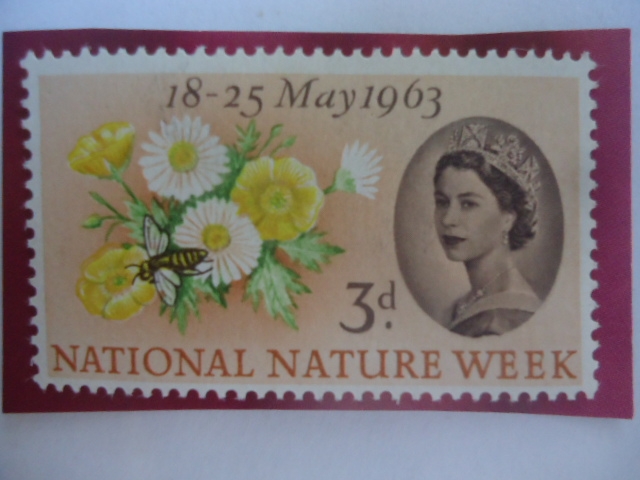 18-25 May 1963
3d.
NATIONAL NATURE WEEK